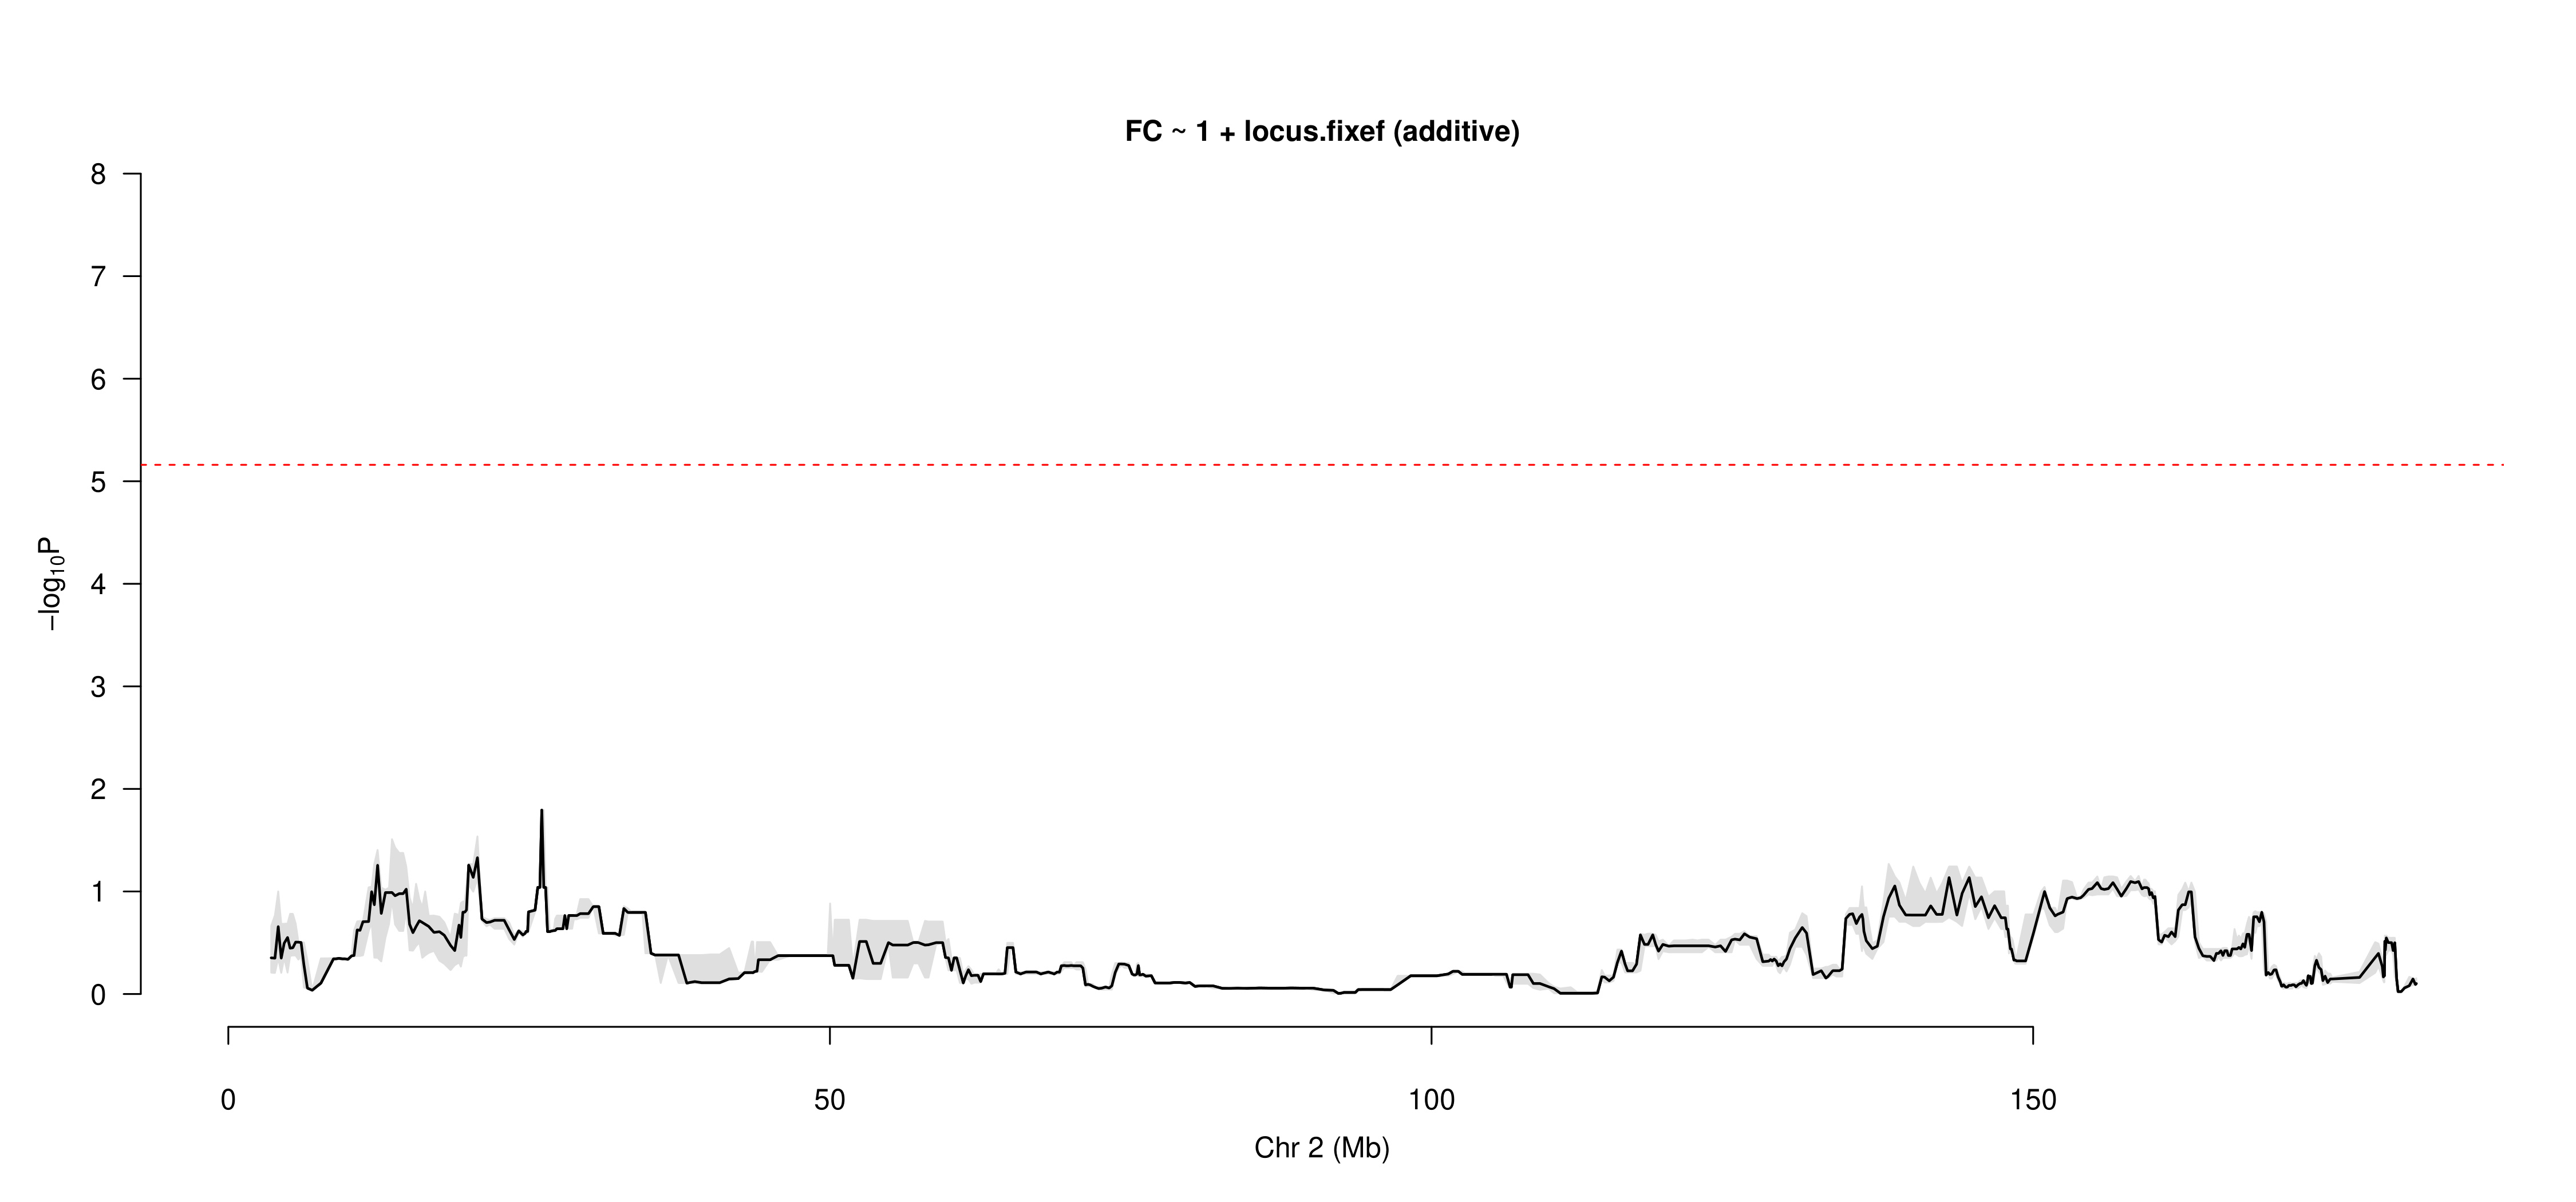 FC ~ 1 + locus.fixef (additive)
8
7
6
5
4
3
2
1
0
−log₁₀P
0 50 100 150
Chr 2 (Mb)